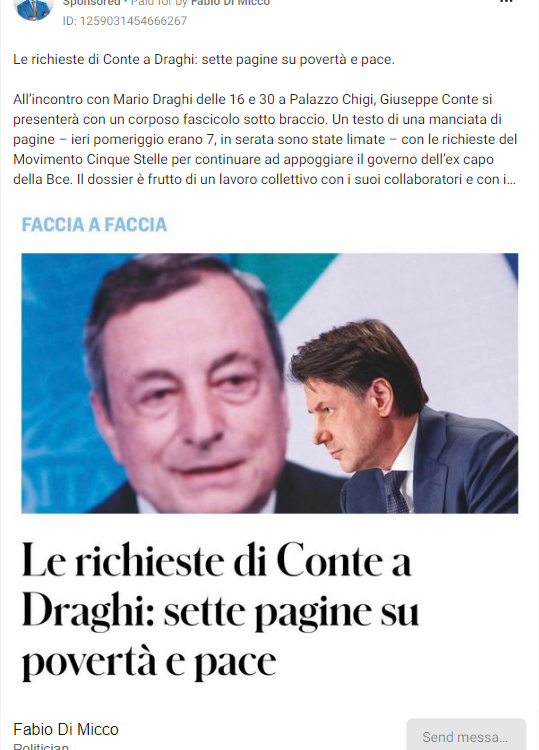 Sponsored • Paid for by Fabio Di Micco
ID: 1259031454666267
Le richieste di Conte a Draghi: sette pagine su povertà e pace.
All'incontro con Mario Draghi delle 16 e 30 a Palazzo Chigi, Giuseppe Conte si
presenterà con un corposo fascicolo sotto braccio. Un testo di una manciata di
pagine – ieri pomeriggio erano 7, in serata sono state limate – con le richieste del
Movimento Cinque Stelle per continuare ad appoggiare il governo dell'ex capo
della Bce. Il dossier è frutto di un lavoro collettivo con i suoi collaboratori e con i…
FACCIA A FACCIA
Le richieste di Conte a
Draghi: sette pagine su
povertà e pace
Fabio Di Micco
Politician
Send messa...